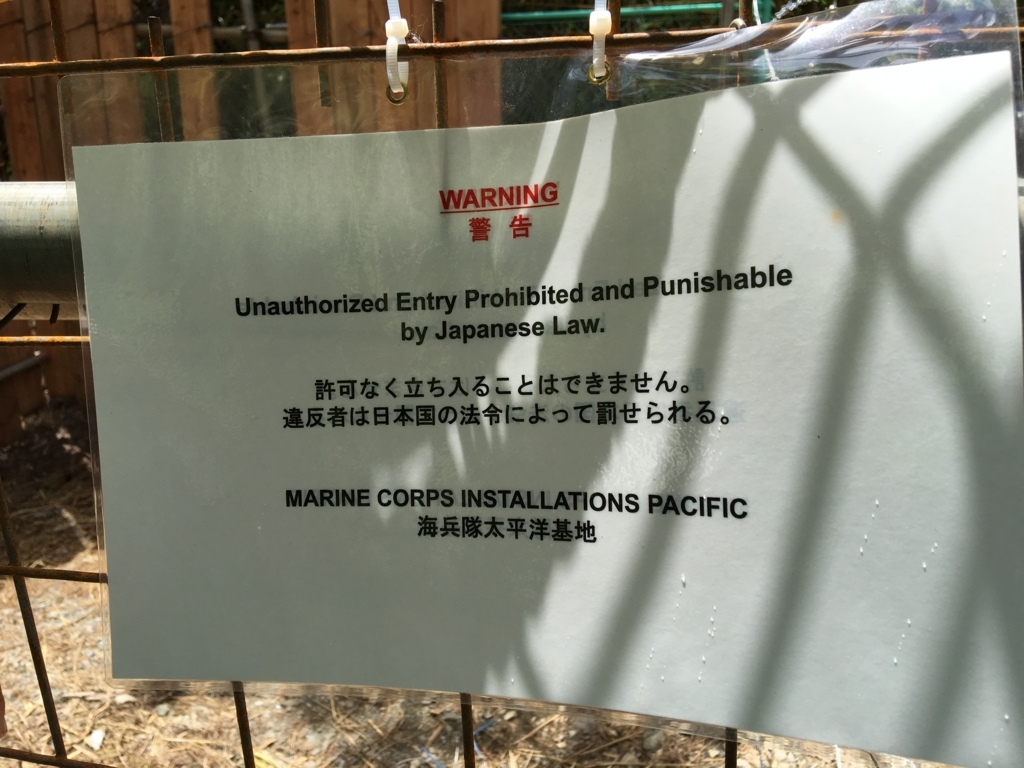 WARNING
警告
Unauthorized Entry Prohibited and Punishable
by Japanese Law.
許可なく立ち入ることはできません。
違反者は日本国の法令によって罰せられる。
MARINE CORPS INSTALLATIONS PACIFIC
海兵隊太平洋基地